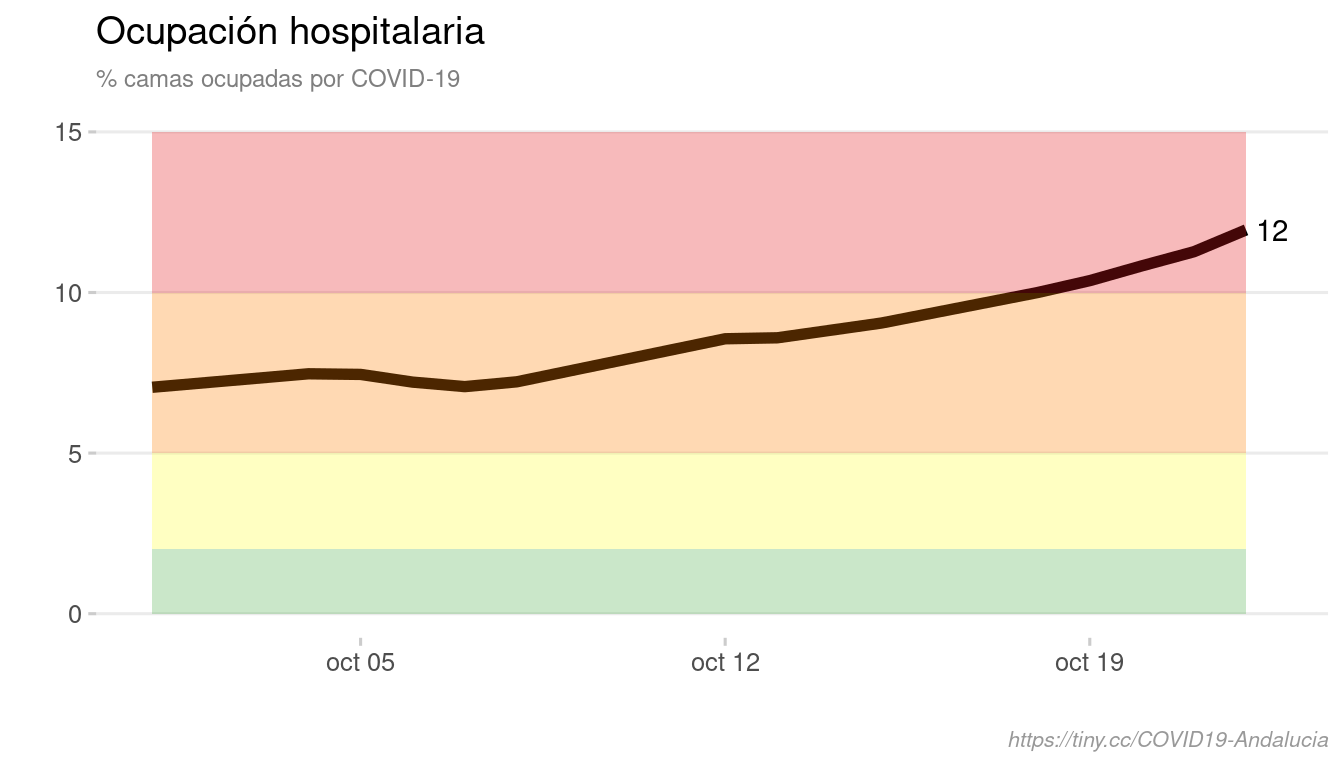 Ocupación hospitalaria
% camas ocupadas por COVID-19
15
12
10
5
0
oct 05 oct 12 oct 19
https://tiny.cc/COVID19-Andalucia